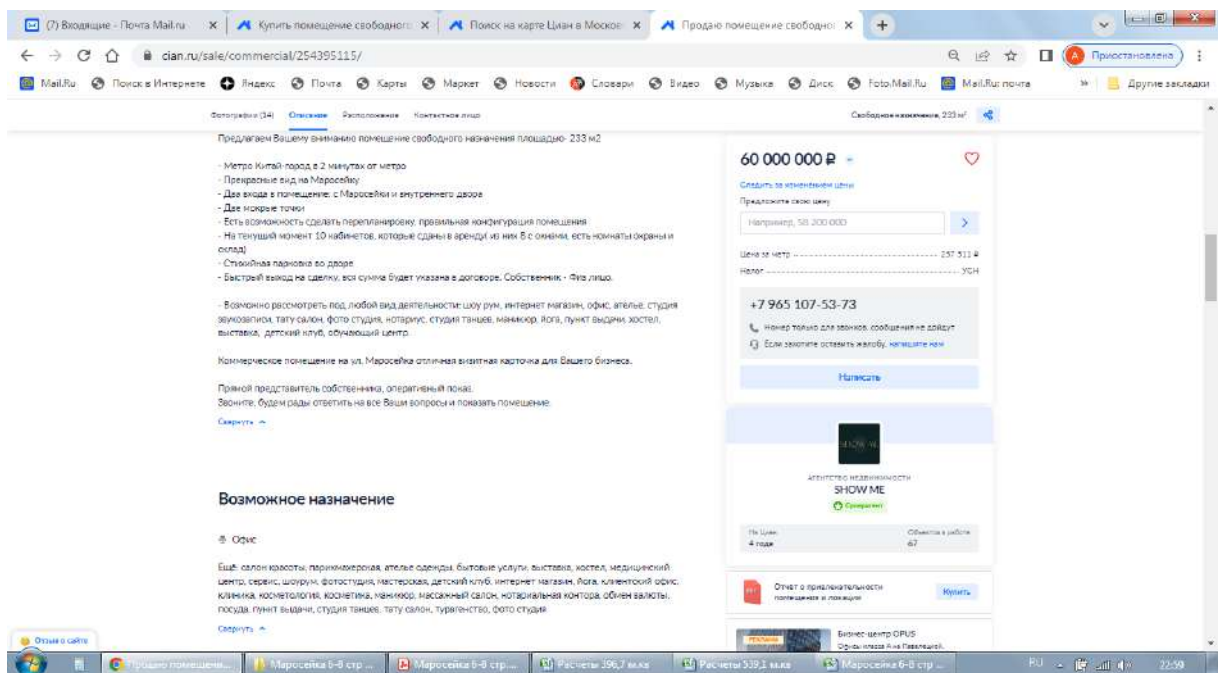 (7) Входящие - Почта Mail.ru
Купить помещение свободного
Поиск на карте Циан в Москов
Продаю помещение свободно
cian.ru/sale/commercial/254395115/
Приостановлена
Mail.Ru
Поиск в Интернете
Яндекс
Почта
Карты
Маркет
Новости
Словари
Видео
Музыка
Диск
Foto.Mail.Ru
Mail.Ru: почта
»
Другие закладки
Фотографии (14) Описание Расположение Контактное лицо
Свободное назначение, 233 м²
Предлагаем Вашему вниманию помещение свободного назначения площадью- 233 м2
- Метро Китай-город в 2 минутах от метро
- Прекрасные вид на Маросейку
- Два входа в помещение: с Маросейки и внутреннего двора
- Две мокрые точки
- Есть возможность сделать перепланировку, правильная конфигурация помещения
- На текущий момент 10 кабинетов, которые сданы в аренду( из них 8 с окнами, есть комнаты охраны и
склад)
- Стихийная парковка во дворе
- Быстрый выход на сделку, вся сумма будет указана в договоре. Собственник - Физ лицо.
- Возможно рассмотреть под любой вид деятельности: шоу рум, интернет магазин, офис, ателье, студия
звукозаписи, тату салон, фото студия, нотариус, студия танцев, маникюр, йога, пункт выдачи, хостел,
выставка, детский клуб, обучающий центр.
Коммерческое помещение на ул. Маросейка отличная визитная карточка для Вашего бизнеса.
Прямой представитель собственника, оперативный показ.
Звоните, будем рады ответить на все Ваши вопросы и показать помещение.
Свернуть
Возможное назначение
Офис
Ещё: салон красоты, парикмахерская, ателье одежды, бытовые услуги, выставка, хостел, медицинский
центр, сервис, шоурум, фотостудия, мастерская, детский клуб, интернет магазин, йога, клиентский офис,
клиника, косметология, косметика, маникюр, массажный салон, нотариальная контора, обмен валюты,
посуда, пункт выдачи, студия танцев, тату салон, турагентство, фото студия
Свернуть
60 000 000 ₽
Следить за изменением цены
Предложите свою цену
Например, 58 200 000
Цена за метр 257 511 ₽
Налог УСН
+7 965 107-53-73
Номер только для звонков, сообщения не дойдут
Если захотите оставить жалобу, напишите нам
Написать
SHOW ME
АГЕНТСТВО НЕДВИЖИМОСТИ
SHOW ME
Суперагент
На Циан
4 года
Объектов в работе
67
Отчет о привлекательности
помещения и локации
Купить
РЕКЛАМА
Бизнес-центр OPUS
Офисы класса А на Павелецкой.
Отзыв о сайте
Продаю помещени...
Маросейка 6-8 стр ...
Маросейка 6-8 стр....
Расчеты 396,7 м.кв
Расчеты 539,1 м.кв
Маросейка 6-8 стр ...
RU
22:59